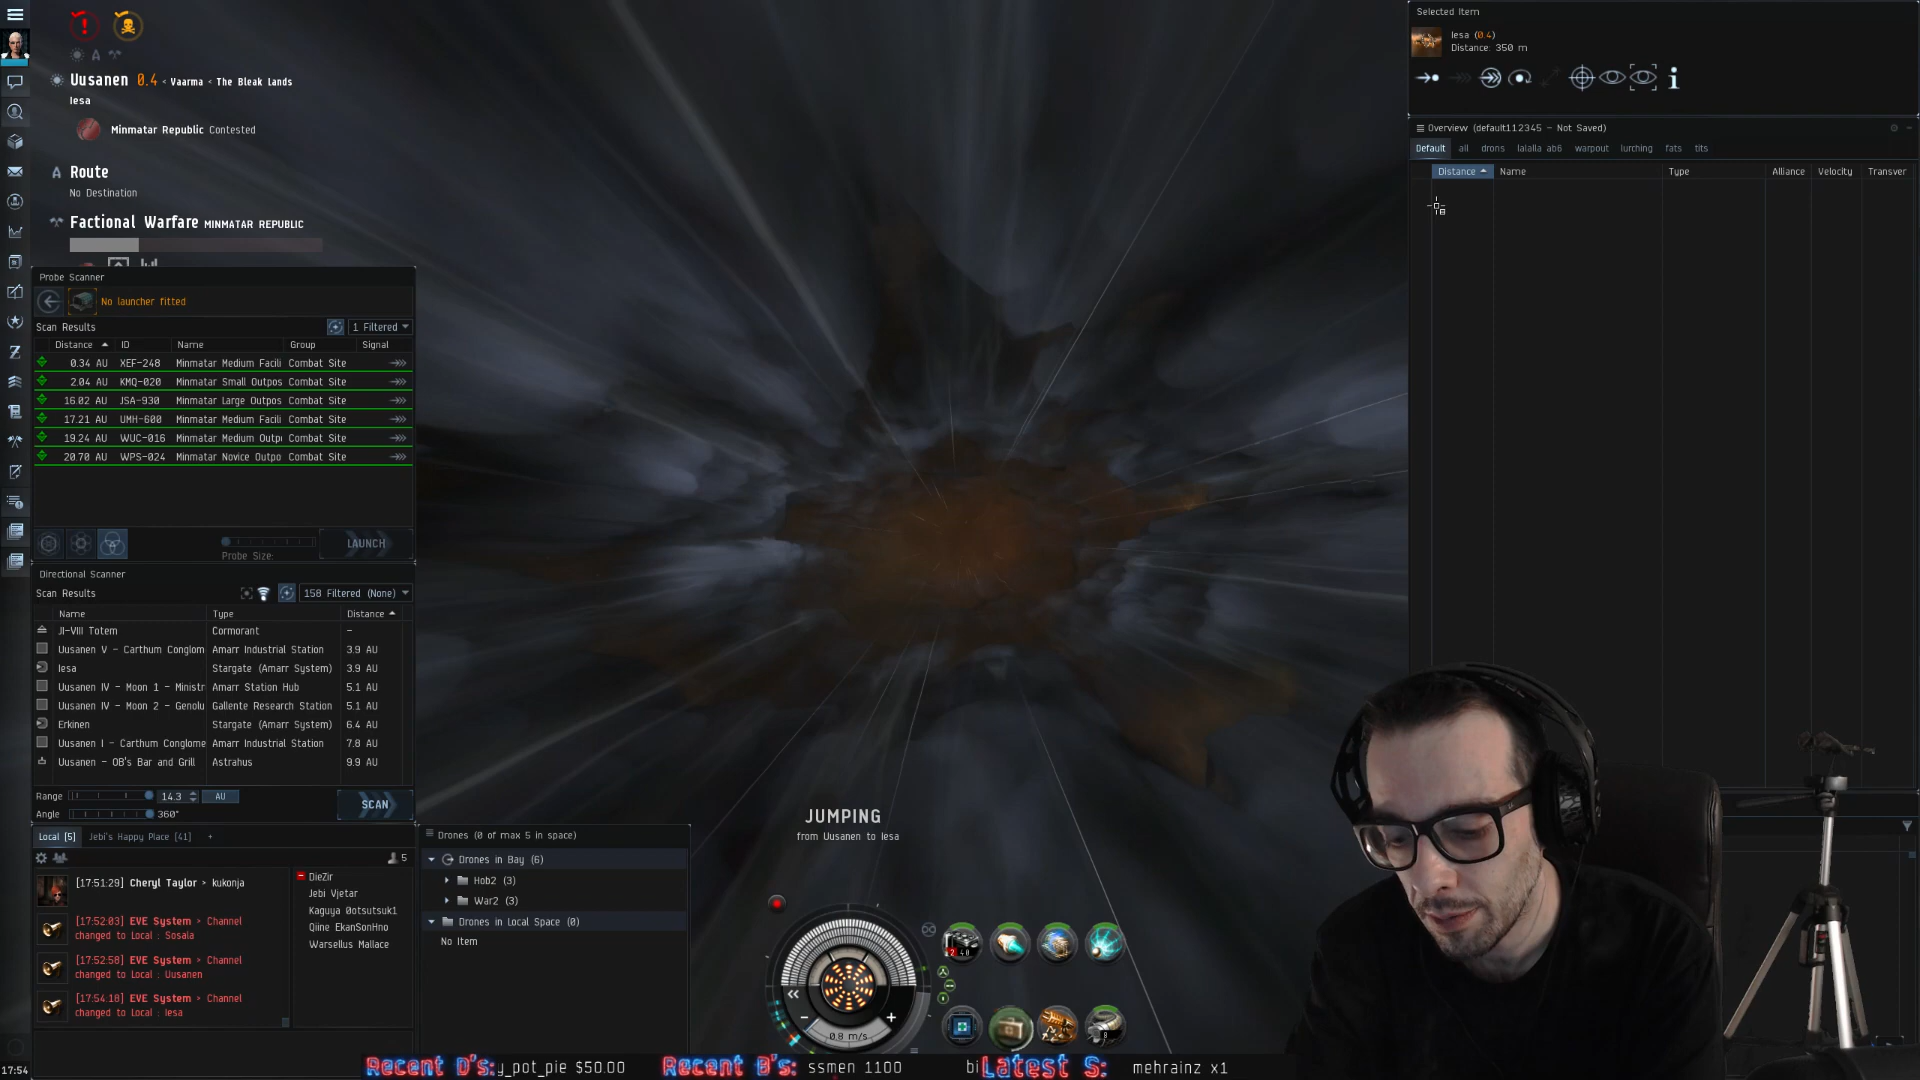 Uusanen 0.4 < Vaarma < The Bleak Lands
Iesa
Minmatar Republic Contested
Route
No Destination
Factional Warfare MINMATAR REPUBLIC
Probe Scanner
No launcher fitted
Scan Results
1 Filtered
Distance ID Name Group Signal
0.34 AU XEF-248 Minmatar Medium Facili Combat Site
2.04 AU KMQ-020 Minmatar Small Outpos Combat Site
16.02 AU JSA-930 Minmatar Large Outpos Combat Site
17.21 AU UMH-600 Minmatar Medium Facili Combat Site
19.24 AU WUC-016 Minmatar Medium Outp Combat Site
20.70 AU WPS-024 Minmatar Novice Outpo Combat Site
Probe Size:
LAUNCH
Directional Scanner
Scan Results
158 Filtered (None)
Name Type Distance
JI-VIII Totem Cormorant -
Uusanen V - Carthum Conglom Amarr Industrial Station 3.9 AU
Iesa Stargate (Amarr System) 3.9 AU
Uusanen IV - Moon 1 - Ministr Amarr Station Hub 5.1 AU
Uusanen IV - Moon 2 - Genolu Gallente Research Station 5.1 AU
Erkinen Stargate (Amarr System) 6.4 AU
Uusanen I - Carthum Conglome Amarr Industrial Station 7.8 AU
Uusanen - OB's Bar and Grill Astrahus 9.9 AU
Range 14.3 AU
SCAN
Angle 360°
Local [5] Jebi's Happy Place [41] +
5
[17:51:29] Cheryl Taylor > kukonja
[17:52:03] EVE System > Channel
changed to Local : Sosala
[17:52:58] EVE System > Channel
changed to Local : Uusanen
[17:54:18] EVE System > Channel
changed to Local : Iesa
DieZir
Jebi Vjetar
Kaguya Ootsutsuk1
Qiine EkanSonHno
Warsellus Mallace
17:54
Drones (0 of max 5 in space)
Drones in Bay (6)
Hob2 (3)
War2 (3)
Drones in Local Space (0)
No Item
JUMPING
from Uusanen to Iesa
0.8 m/s
Selected Item
Iesa (0.4)
Distance: 350 m
Overview (default112345 - Not Saved)
Default all drons lalalla ab6 warpout lurching fats tits
Distance Name Type Alliance Velocity Transver
Recent D's: y_pot_pie $50.00 Recent B's: ssmen 1100 bi Latest S: mehrainz x1